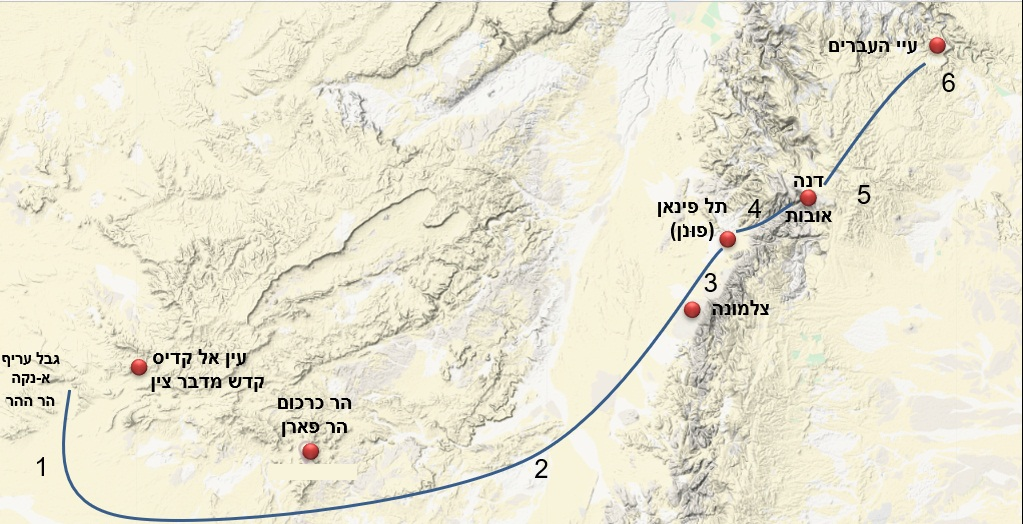 עיי העברים
6
דנה
5
אובות
תל פינאן
4
(פונן)
3
צלמונה
גבל עריף
א-נקה
הר ההר
עין אל קדיס
קדש מדבר צין
הר כרכום
הר פארן
1
2